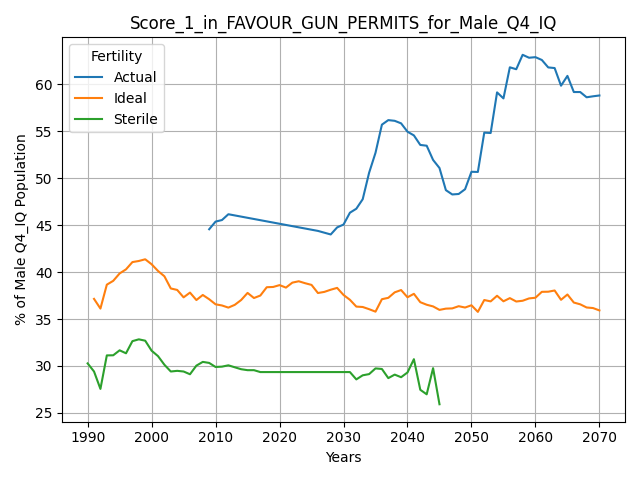 Score_1_in_FAVOUR_GUN_PERMITS_for_Male_Q4_IQ
Fertility
Actual
Ideal
Sterile
% of Male Q4_IQ Population
60
55
50
45
40
35
30
25
1990 2000 2010 2020 2030 2040 2050 2060 2070
Years